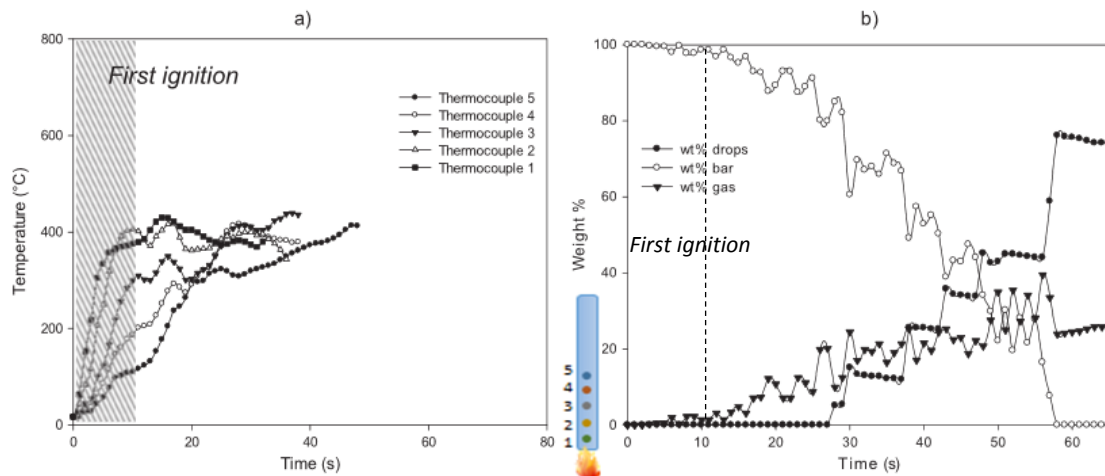 a)
800
600
400
200
0
Temperature (°C)
First ignition
Thermocouple 5
Thermocouple 4
Thermocouple 3
Thermocouple 2
Thermocouple 1
0 20 40 60 80
Time (s)
5
4
3
2
1
b)
100
80
60
40
20
0
Weight %
wt% drops
wt% bar
wt% gas
First ignition
0 10 20 30 40 50 60
Time (s)